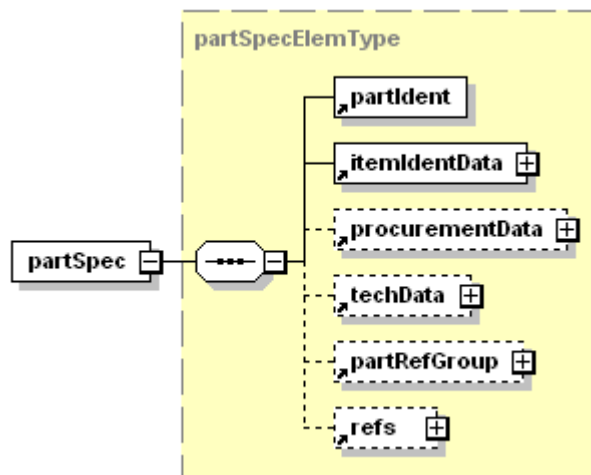 partSpecElemType
partIdent
itemIdentData
procurementData
partSpec
techData
partRefGroup
refs